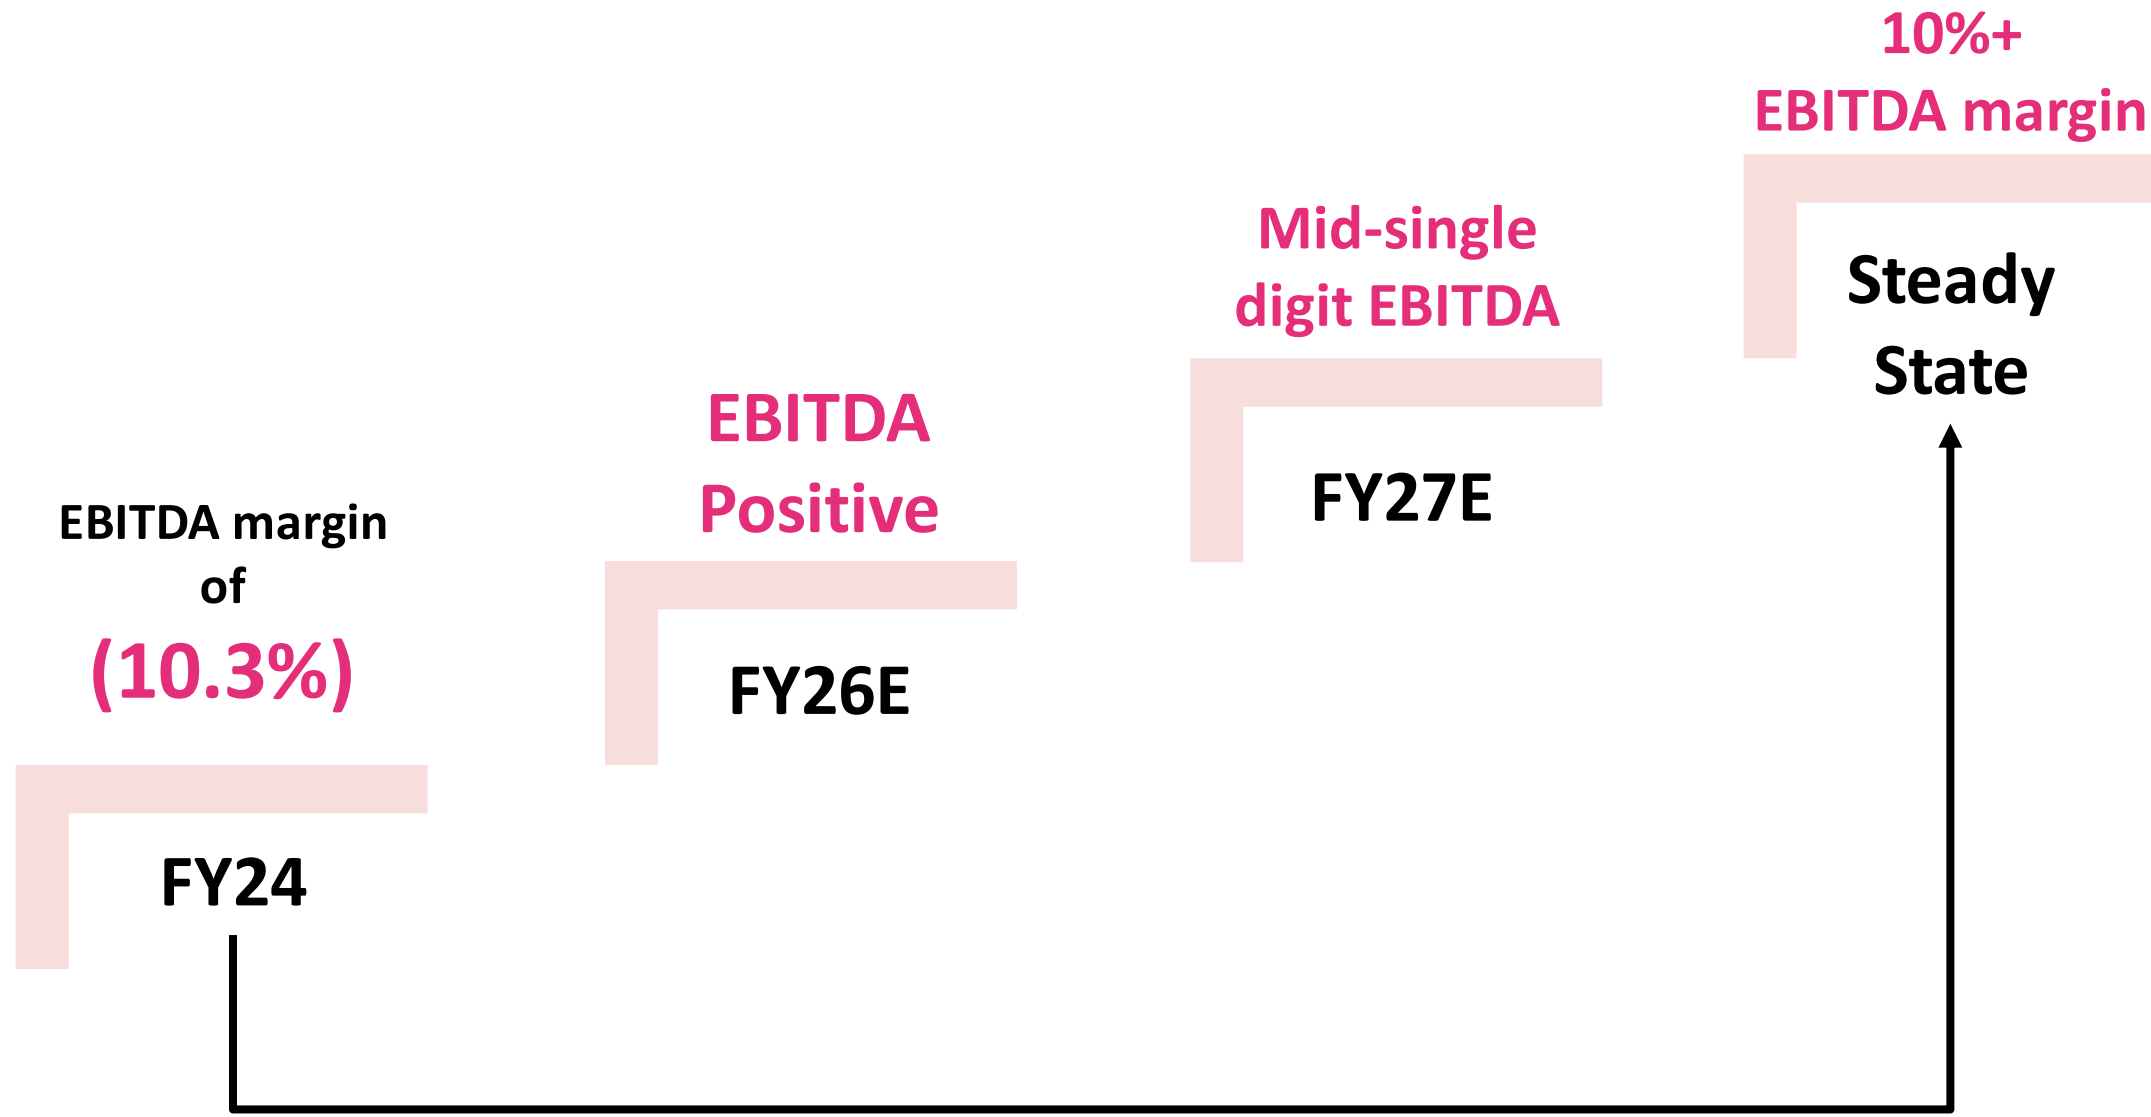 EBITDA margin
of
(10.3%)
FY24
EBITDA
Positive
FY26E
Mid-single
digit EBITDA
FY27E
10%+
EBITDA margin
Steady
State